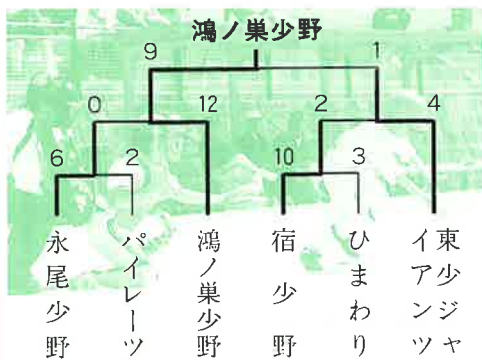 鴻ノ巣少野
9 1
0 12 2 4
6 2 10 3
永尾少野
パイレーツ
鴻ノ巣少野
宿少野
ひまわり
東少ジャイアンツ